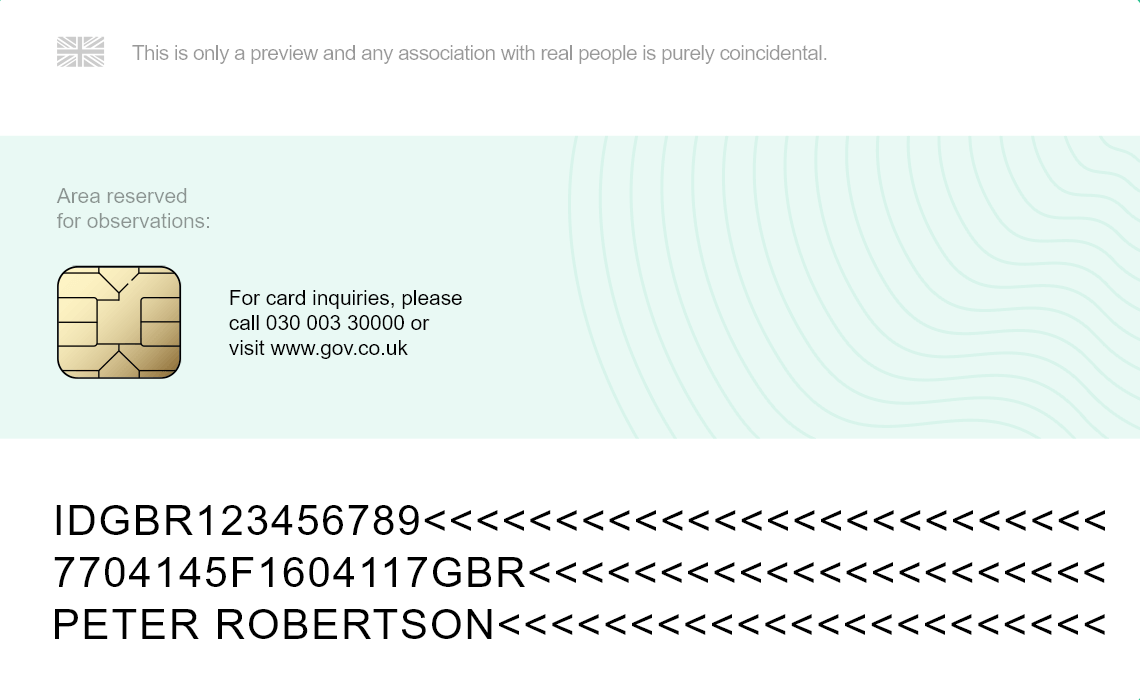 This is only a preview and any association with real people is purely coincidental.
Area reserved
for observations:
For card inquiries, please
call 030 003 30000 or
visit www.gov.co.uk
IDGBR123456789<<<<<<<<<<<<<<<<<<<<<<<<<<
7704145F1604117GBR<<<<<<<<<<<<<<<<<<<<<<
PETER ROBERTSON<<<<<<<<<<<<<<<<<<<<<<<